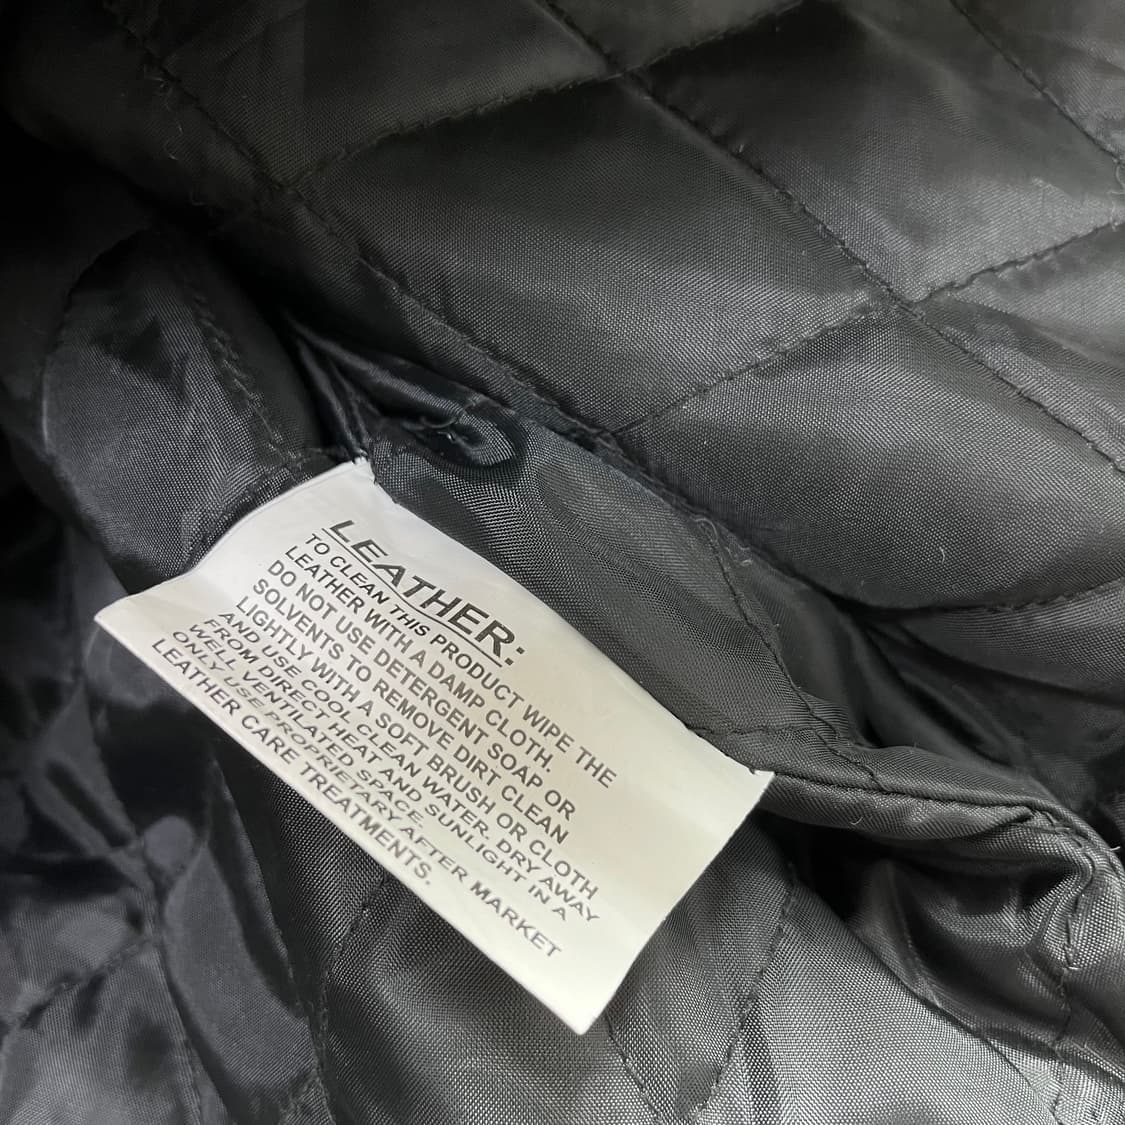 LEATHER:
TO CLEAN THIS PRODUCT WIPE THE
LEATHER WITH A DAMP CLOTH.
DO NOT USE DETERGENT SOAP OR
SOLVENTS TO REMOVE DIRT CLEAN
LIGHTLY WITH A SOFT BRUSH OR CLOTH
AND USE COOL CLEAN WATER. DRY AWAY
FROM DIRECT HEAT AND SUNLIGHT IN A
WELL VENTILATED SPACE.
ONLY USE PROPRIETARY AFTER MARKET
LEATHER CARE TREATMENTS.